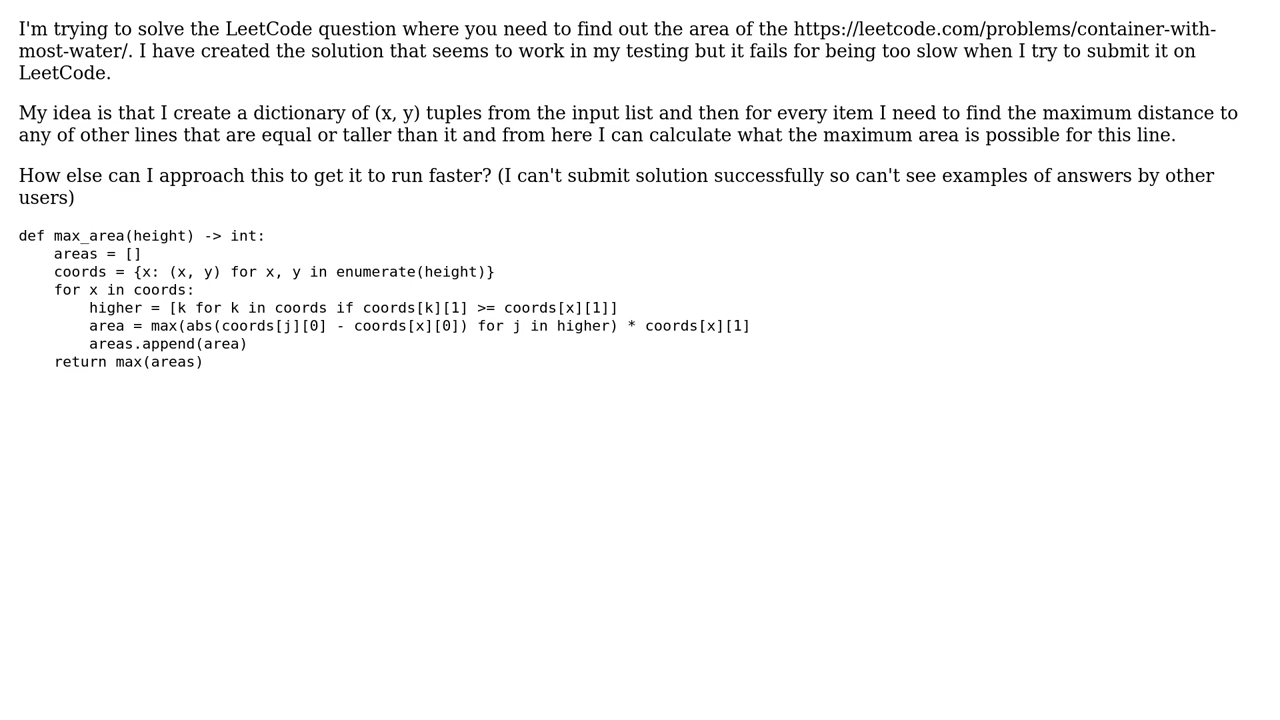 I'm trying to solve the LeetCode question where you need to find out the area of the https://leetcode.com/problems/container-with-
most-water/. I have created the solution that seems to work in my testing but it fails for being too slow when I try to submit it on
LeetCode.
My idea is that I create a dictionary of (x, y) tuples from the input list and then for every item I need to find the maximum distance to
any of other lines that are equal or taller than it and from here I can calculate what the maximum area is possible for this line.
How else can I approach this to get it to run faster? (I can't submit solution successfully so can't see examples of answers by other
users)
def max_area(height) -> int:
    areas = []
    coords = {x: (x, y) for x, y in enumerate(height)}
    for x in coords:
        higher = [k for k in coords if coords[k][1] >= coords[x][1]]
        area = max(abs(coords[j][0] - coords[x][0]) for j in higher) * coords[x][1]
        areas.append(area)
    return max(areas)